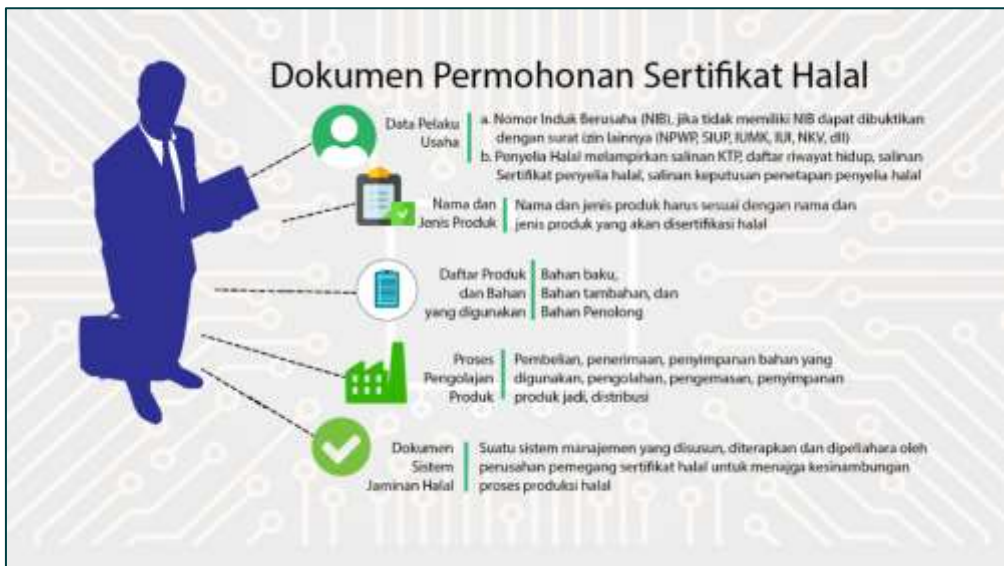 Dokumen Permohonan Sertifikat Halal
Data Pelaku
Usaha
a. Nomor Induk Berusaha (NIB), jika tidak memiliki NIB dapat dibuktikan
dengan surat izin lainnya (NPWP, SIUP, IUMK, IUI, NKV, dll)
b. Penyelia Halal melampirkan salinan KTP, daftar riwayat hidup, salinan
Sertifikat penyelia halal, salinan keputusan penetapan penyelia halal
Nama dan
Jenis Produk
Nama dan jenis produk harus sesuai dengan nama dan
jenis produk yang akan disertifikasi halal
Daftar Produk
dan Bahan
yang digunakan
Bahan baku,
Bahan tambahan, dan
Bahan Penolong
Proses
Pengolajan
Produk
Pembelian, penerimaan, penyimpanan bahan yang
digunakan, pengolahan, pengemasan, penyimpanan
produk jadi, distribusi
Dokumen
Sistem
Jaminan Halal
Suatu sistem manajemen yang disusun, diterapkan dan dipeliahara oleh
perusahan pemegang sertifikat halal untuk menajga kesinambungan
proses produksi halal